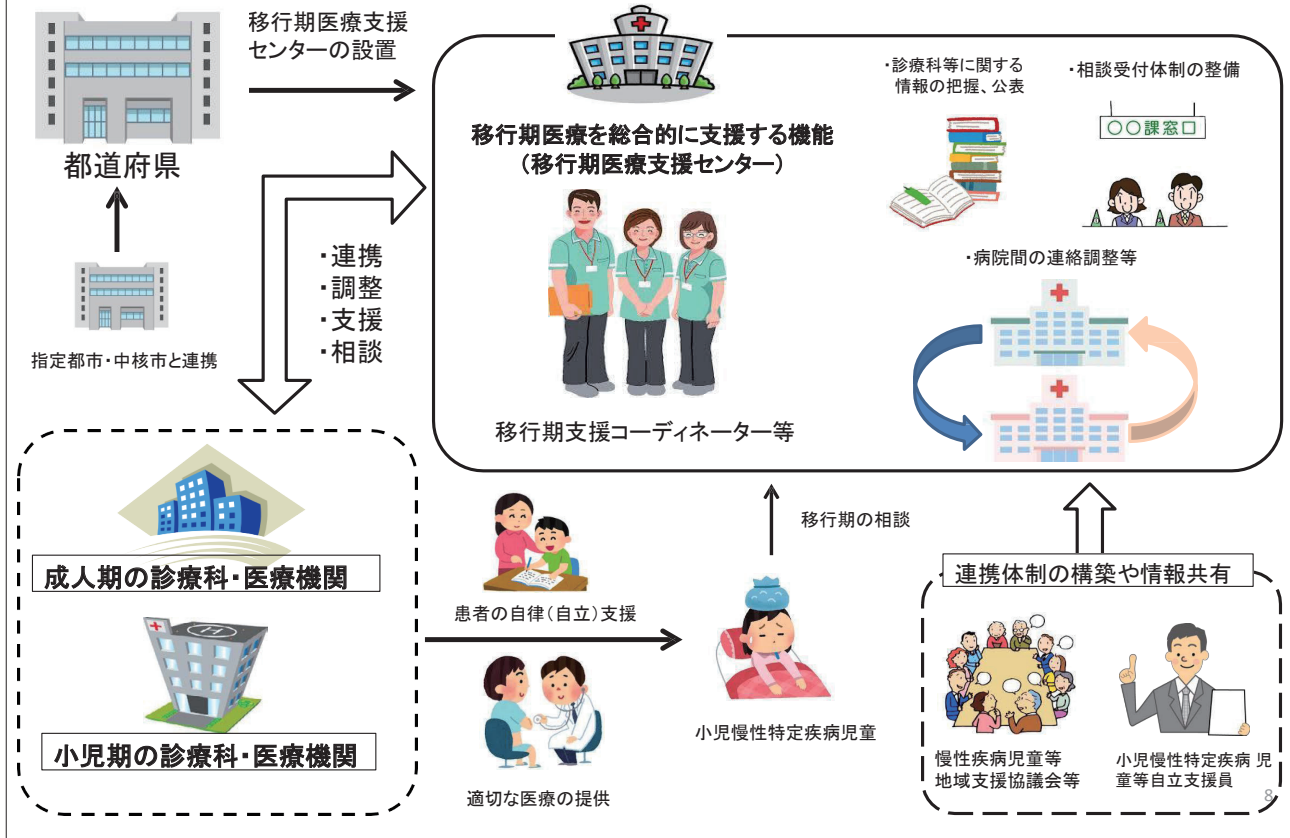 移行期医療支援
センターの設置
都道府県
指定都市・中核市と連携
・連携
・調整
・支援
・相談
移行期医療を総合的に支援する機能
（移行期医療支援センター）
移行期支援コーディネーター等
・診療科等に関する
情報の把握、公表
・相談受付体制の整備
〇〇課窓口
・病院間の連絡調整等
成人期の診療科・医療機関
小児期の診療科・医療機関
患者の自律（自立）支援
適切な医療の提供
移行期の相談
小児慢性特定疾病児童
連携体制の構築や情報共有
慢性疾病児童等
地域支援協議会等
小児慢性特定疾病 児
童等自立支援員
8